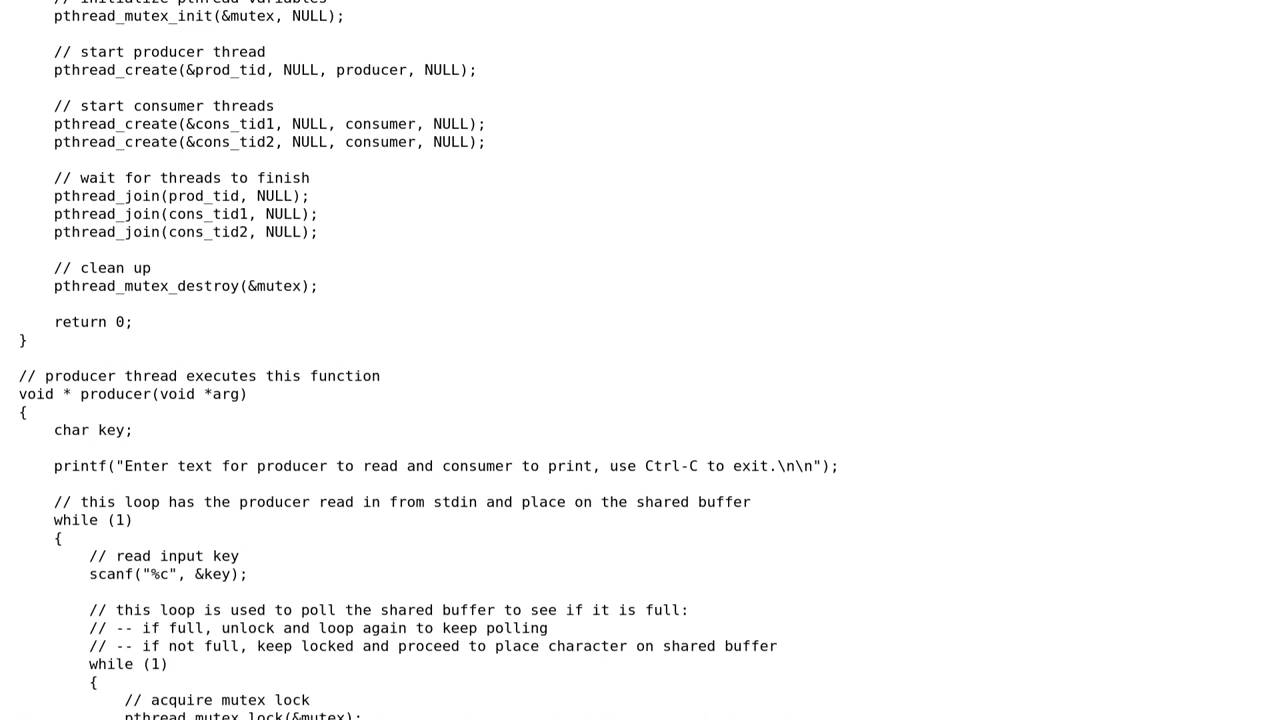 // initialize pthread variables
pthread_mutex_init(&mutex, NULL);
// start producer thread
pthread_create(&prod_tid, NULL, producer, NULL);
// start consumer threads
pthread_create(&cons_tid1, NULL, consumer, NULL);
pthread_create(&cons_tid2, NULL, consumer, NULL);
// wait for threads to finish
pthread_join(prod_tid, NULL);
pthread_join(cons_tid1, NULL);
pthread_join(cons_tid2, NULL);
// clean up
pthread_mutex_destroy(&mutex);
return 0;
}
// producer thread executes this function
void * producer(void *arg)
{
char key;
printf("Enter text for producer to read and consumer to print, use Ctrl-C to exit.\n\n");
// this loop has the producer read in from stdin and place on the shared buffer
while (1)
{
// read input key
scanf("%c", &key);
// this loop is used to poll the shared buffer to see if it is full:
// -- if full, unlock and loop again to keep polling
// -- if not full, keep locked and proceed to place character on shared buffer
while (1)
{
// acquire mutex lock
pthread_mutex_lock(&mutex);